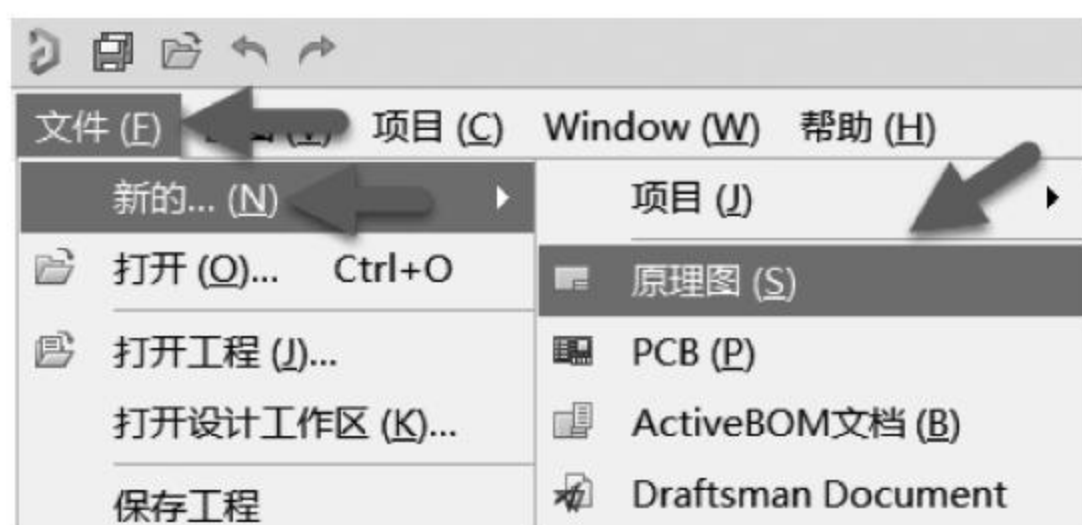 文件 (F) (V) 项目 (C) Window (W) 帮助 (H)
新的... (N)
打开 (O)... Ctrl+O
打开工程 (J)...
打开设计工作区 (K)...
保存工程
项目 (J)
原理图 (S)
PCB (P)
ActiveBOM文档 (B)
Draftsman Document